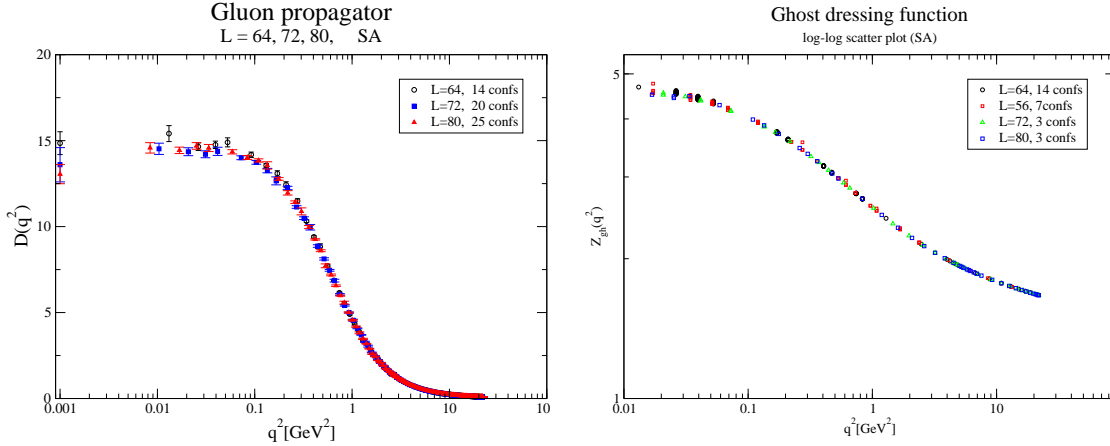 Gluon propagator
L = 64, 72, 80, SA
20
15
10
5
0
D(q²)
0.001
0.01
0.1
1
10
10
q²[GeV²]
L=64, 14 confs
L=72, 20 confs
L=80, 25 confs
Ghost dressing function
log-log scatter plot (SA)
5
1
Z_gh(q²)
0.01
0.1
1
10
q²[GeV²]
L=64, 14 confs
L=56, 7confs
L=72, 3 confs
L=80, 3 confs